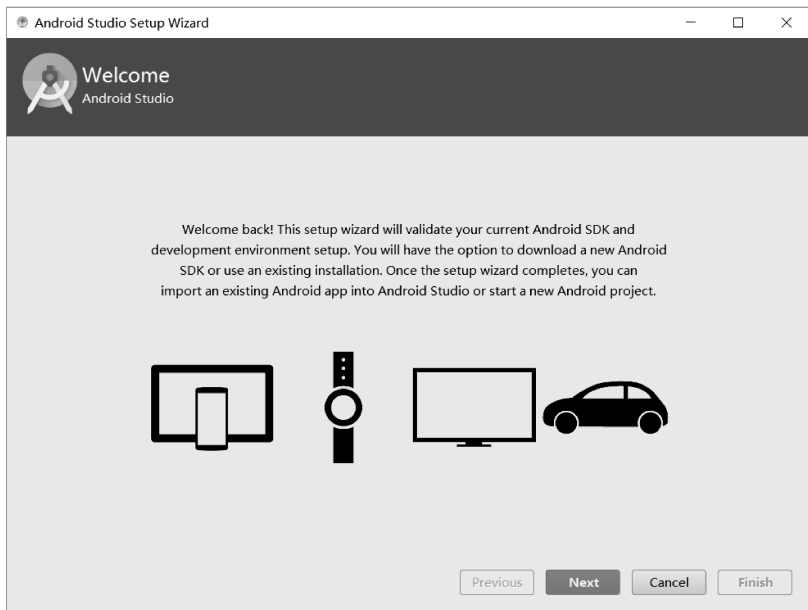 Android Studio Setup Wizard
Welcome
Android Studio
Welcome back! This setup wizard will validate your current Android SDK and
development environment setup. You will have the option to download a new Android
SDK or use an existing installation. Once the setup wizard completes, you can
import an existing Android app into Android Studio or start a new Android project.
Previous Next Cancel Finish